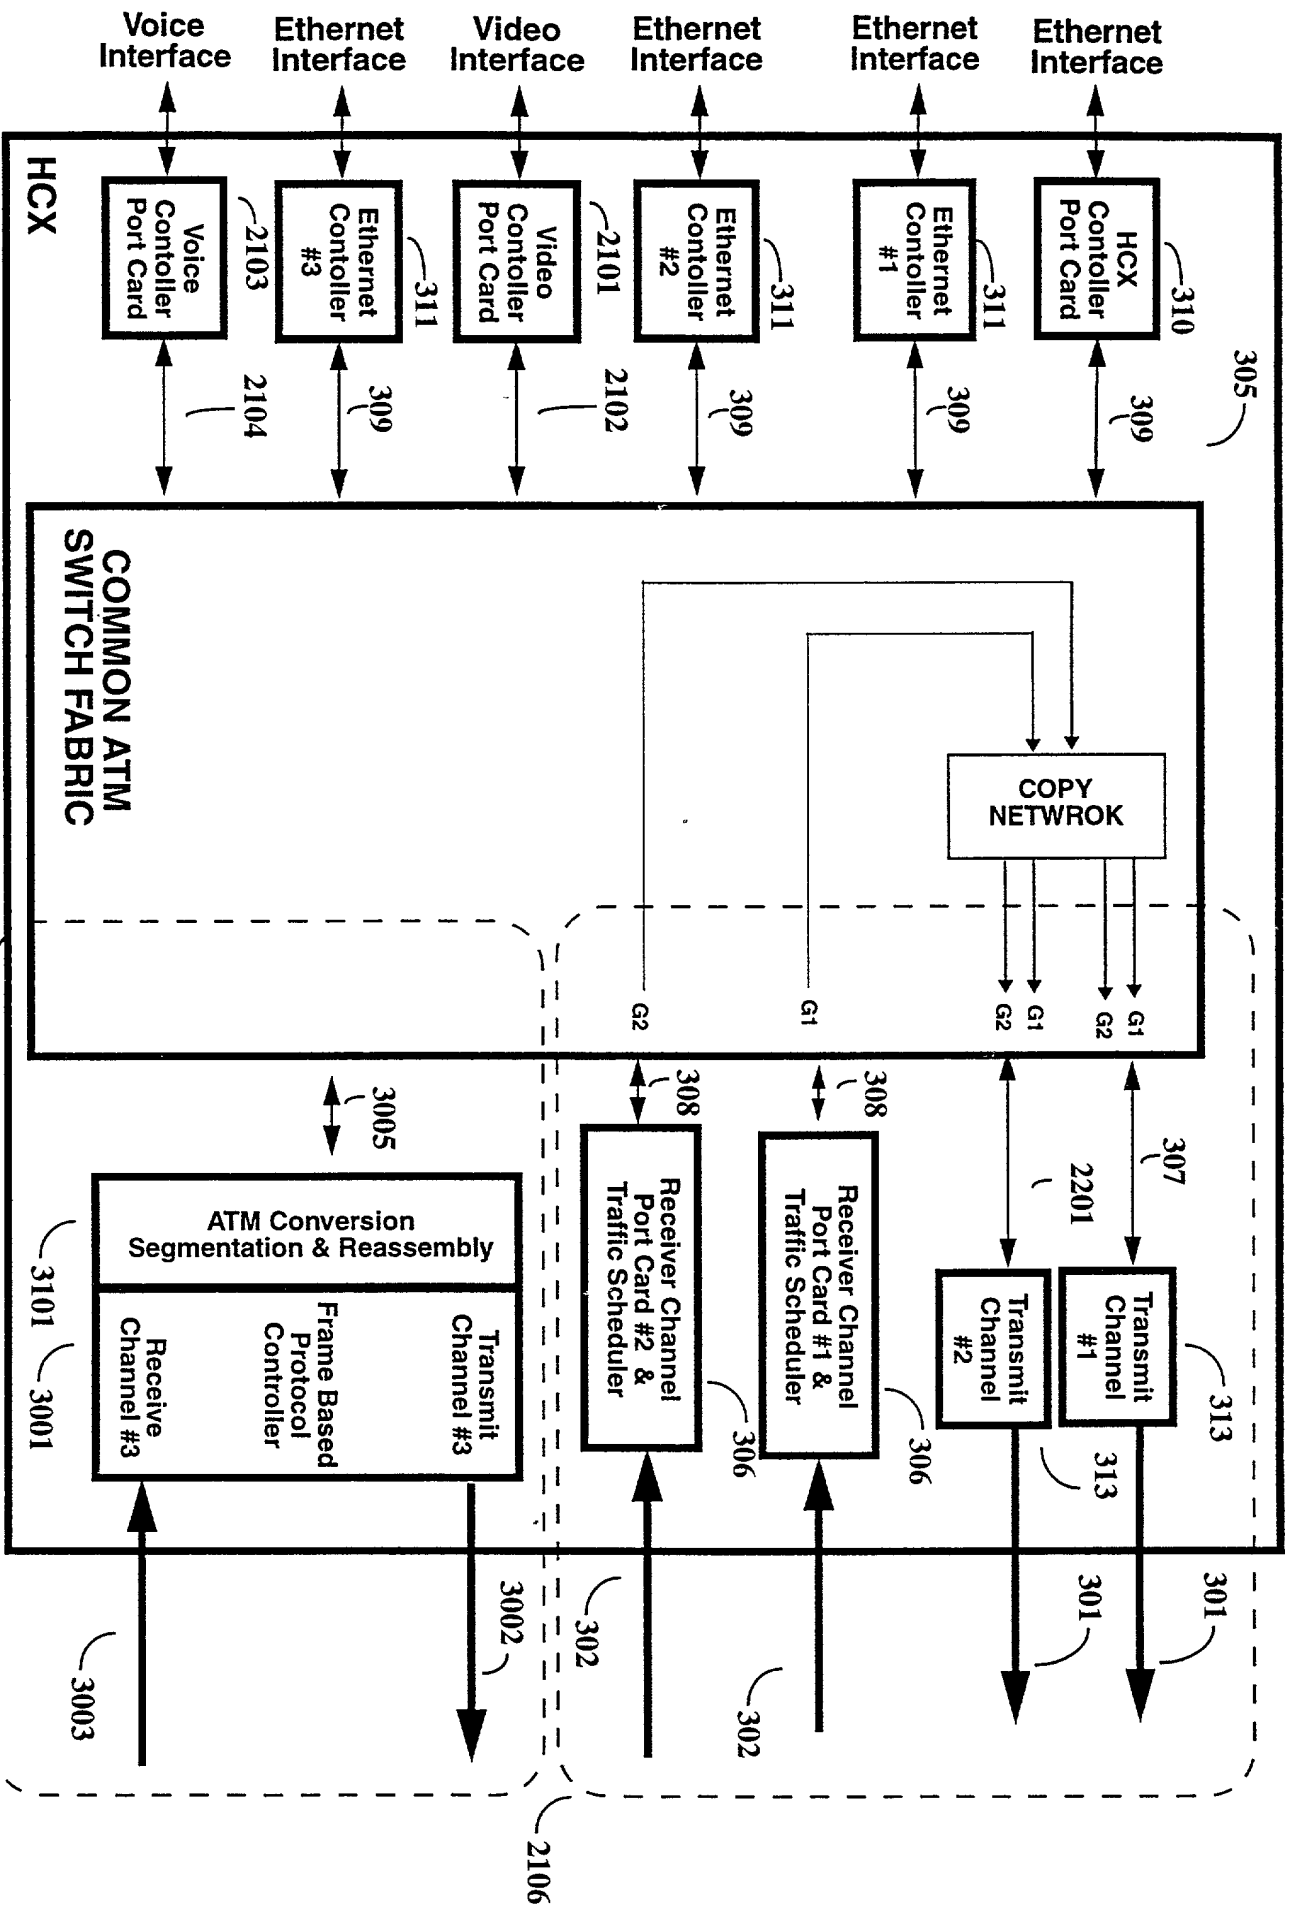 Voice
Interface
Ethernet
Interface
Video
Interface
Ethernet
Interface
Ethernet
Interface
Ethernet
Interface
HCX
Voice
Contoller
Port Card
2103
Ethernet
Contoller
#3
311
Video
Contoller
Port Card
2101
Ethernet
Contoller
#2
311
Ethernet
Contoller
#1
311
HCX
Contoller
Port Card
310
305
2104
309
2102
309
309
309
COMMON ATM
SWITCH FABRIC
COPY
NETWROK
G2
G1
G2
G1
G2
G1
3005
308
308
2201
307
ATM Conversion
Segmentation & Reassembly
3101
Receive
Channel #3
Frame Based
Protocol
Controller
Transmit
Channel #3
3001
Receiver Channel
Port Card #2 &
Traffic Scheduler
306
Receiver Channel
Port Card #1 &
Traffic Scheduler
306
Transmit
Channel
#2
313
Transmit
Channel
#1
313
3003
3002
302
302
301
301
2106